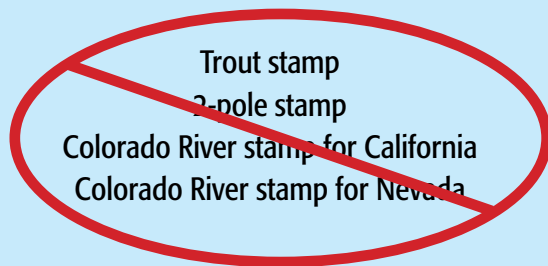 Trout stamp
2-pole stamp
Colorado River stamp for California
Colorado River stamp for Nevada